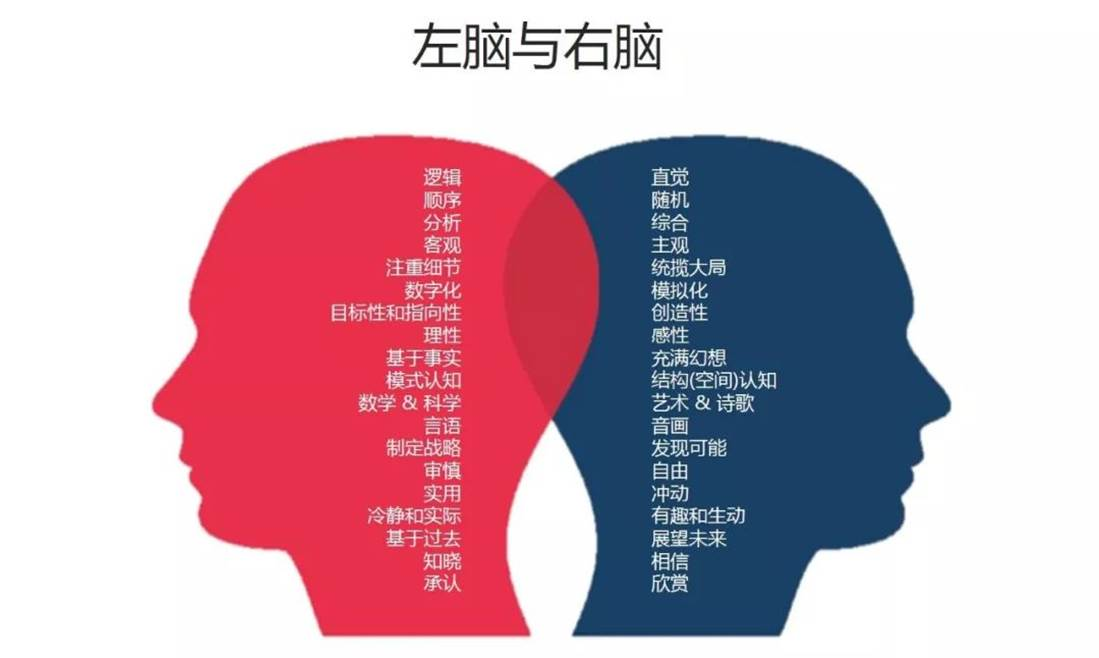 左脑与右脑
逻辑
顺序
分析
客观
注重细节
数字化
目标性和指向性
理性
基于事实
模式认知
数学 & 科学
言语
制定战略
审慎
实用
冷静和实际
基于过去
知晓
承认
直觉
随机
综合
主观
统揽大局
模拟化
创造性
感性
充满幻想
结构(空间)认知
艺术 & 诗歌
音画
发现可能
自由
冲动
有趣和生动
展望未来
相信
欣赏